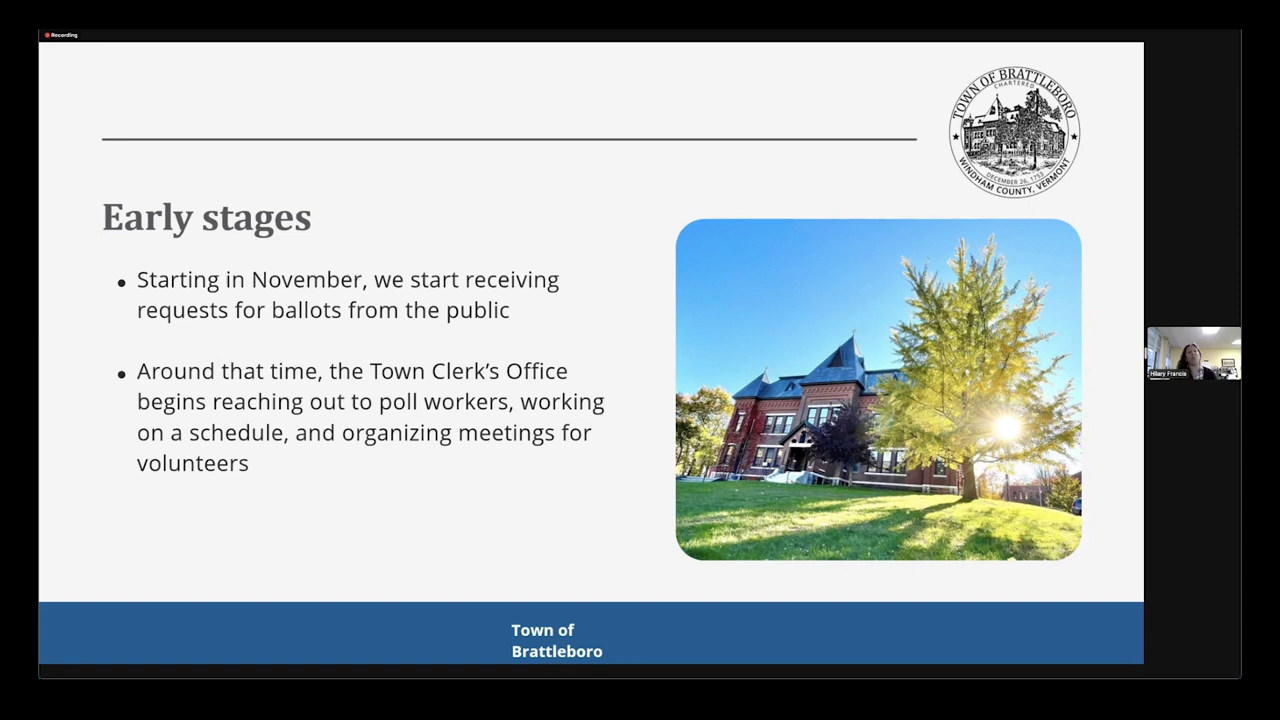 Recording
TOWN OF BRATTLEBORO
CHARTERED
DECEMBER 26, 1753
WINDHAM COUNTY, VERMONT
Early stages
• Starting in November, we start receiving
requests for ballots from the public
• Around that time, the Town Clerk’s Office
begins reaching out to poll workers, working
on a schedule, and organizing meetings for
volunteers
Hilary Francis
Town of
Brattleboro